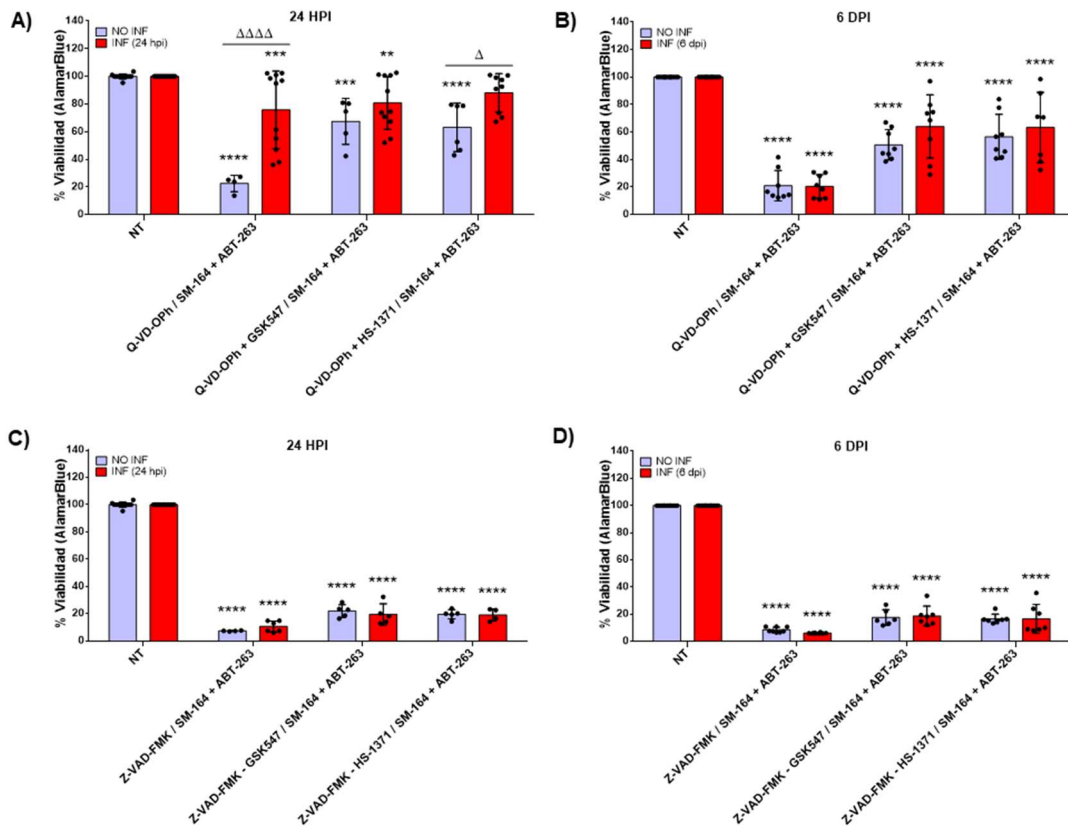 A)
24 HPI
NO INF
INF (24 hpi)
% Viabilidad (AlamarBlue)
140
120
100
80
60
40
20
0
ΔΔΔΔ
****
***
***
**
Δ
****
NT
Q-VD-OPh / SM-164 + ABT-263
Q-VD-OPh + GSK547 / SM-164 + ABT-263
Q-VD-OPh + HS-1371 / SM-164 + ABT-263
B)
6 DPI
NO INF
INF (6 dpi)
% Viabilidad (AlamarBlue)
140
120
100
80
60
40
20
0
****
****
****
****
****
****
NT
Q-VD-OPh / SM-164 + ABT-263
Q-VD-OPh + GSK547 / SM-164 + ABT-263
Q-VD-OPh + HS-1371 / SM-164 + ABT-263
C)
24 HPI
NO INF
INF (24 hpi)
% Viabilidad (AlamarBlue)
140
120
100
80
60
40
20
0
****
****
****
****
****
****
NT
Z-VAD-FMK / SM-164 + ABT-263
Z-VAD-FMK - GSK547 / SM-164 + ABT-263
Z-VAD-FMK - HS-1371 / SM-164 + ABT-263
D)
6 DPI
NO INF
INF (6 dpi)
% Viabilidad (AlamarBlue)
140
120
100
80
60
40
20
0
****
****
****
****
****
****
NT
Z-VAD-FMK / SM-164 + ABT-263
Z-VAD-FMK - GSK547 / SM-164 + ABT-263
Z-VAD-FMK - HS-1371 / SM-164 + ABT-263